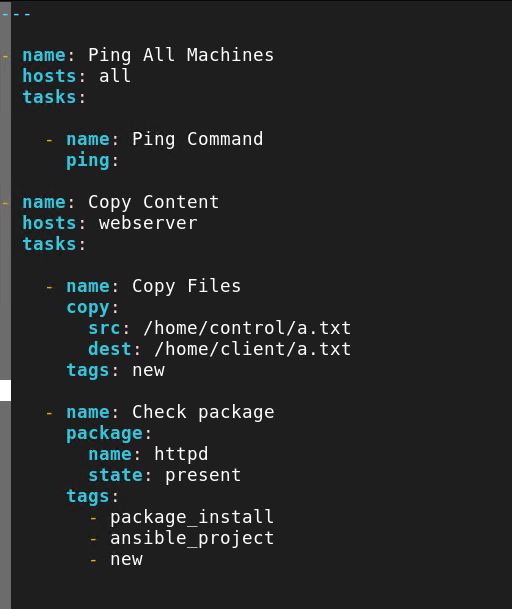 ---
- name: Ping All Machines
  hosts: all
  tasks:
    - name: Ping Command
      ping:
- name: Copy Content
  hosts: webserver
  tasks:
    - name: Copy Files
      copy:
        src: /home/control/a.txt
        dest: /home/client/a.txt
      tags: new
    - name: Check package
      package:
        name: httpd
        state: present
      tags:
        - package_install
        - ansible_project
        - new